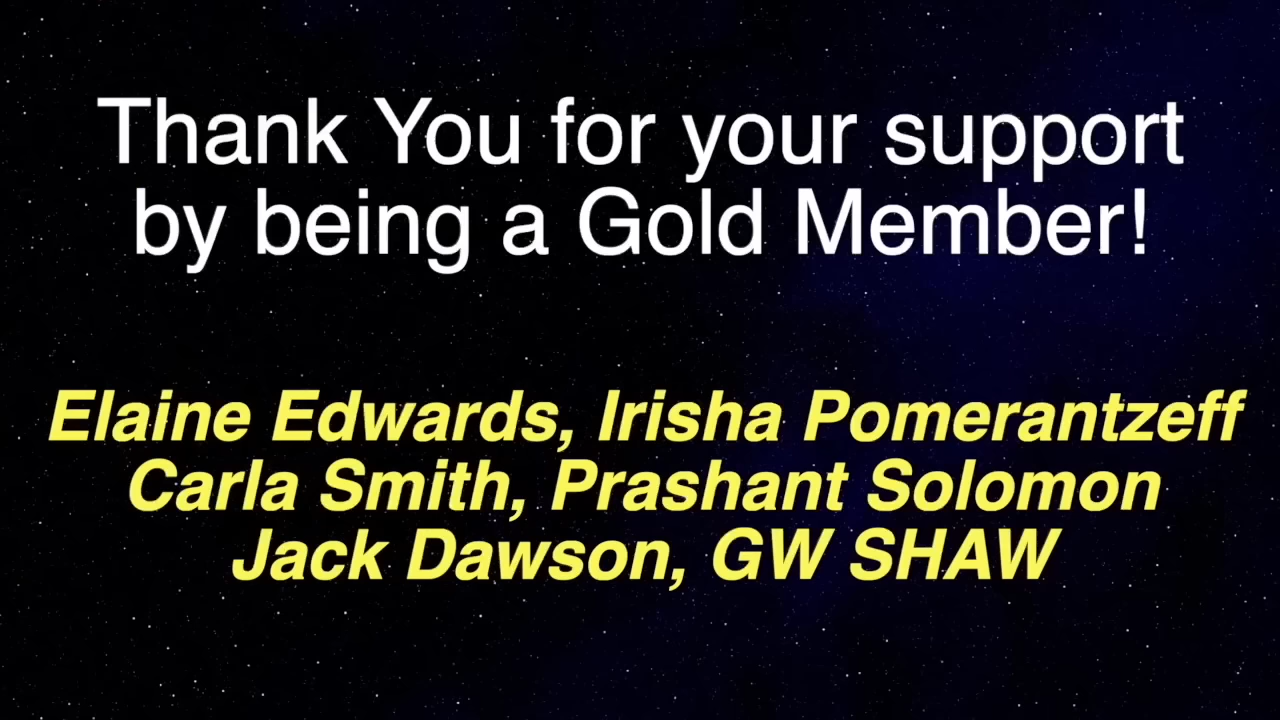 Thank You for your support
by being a Gold Member!
Elaine Edwards, Irisha Pomerantzeff
Carla Smith, Prashant Solomon
Jack Dawson, GW SHAW